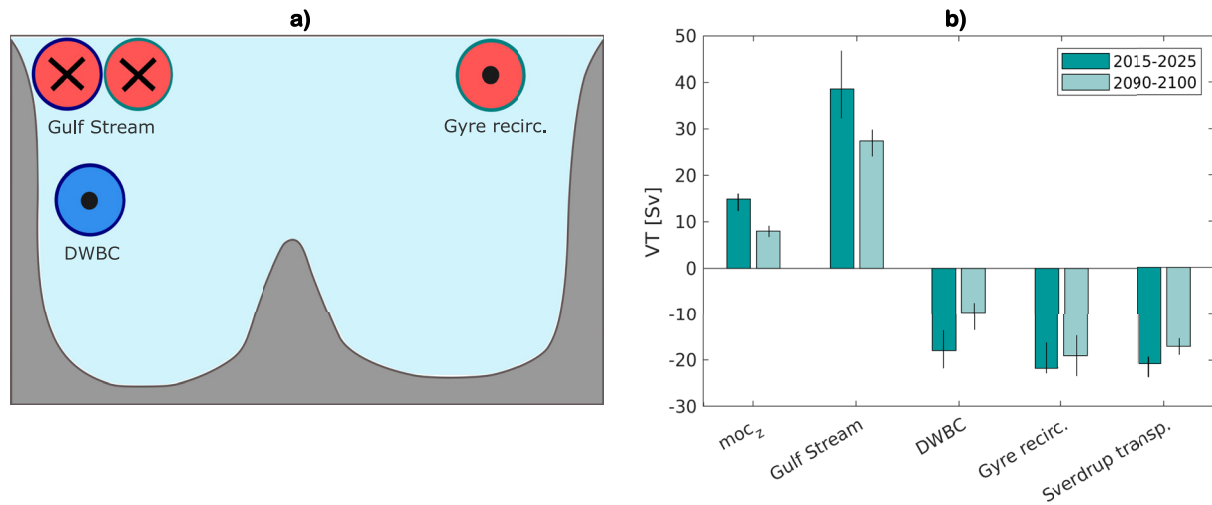 a)
Gulf Stream
Gyre recirc.
DWBC
b)
VT [Sv]
50
40
30
20
10
0
-10
-20
-30
2015-2025
2090-2100
moc_z
Gulf Stream
DWBC
Gyre recirc.
Sverdrup transp.